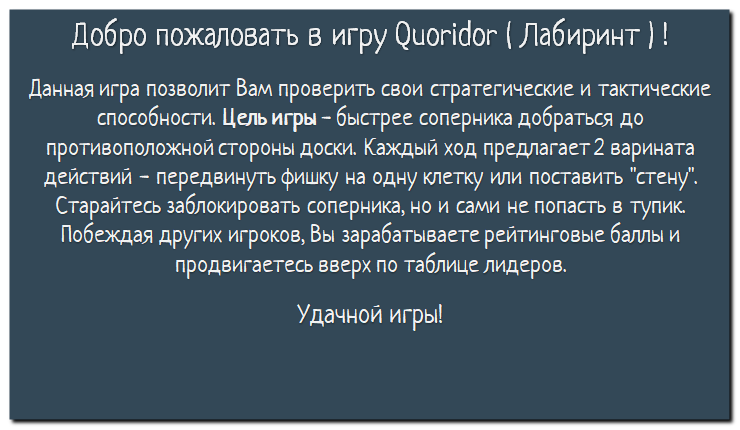 Добро пожаловать в игру Quoridor ( Лабиринт ) !
Данная игра позволит Вам проверить свои стратегические и тактические
способности. Цель игры – быстрее соперника добраться до
противоположной стороны доски. Каждый ход предлагает 2 варината
действий – передвинуть фишку на одну клетку или поставить "стену".
Старайтесь заблокировать соперника, но и сами не попасть в тупик.
Побеждая других игроков, Вы зарабатываете рейтинговые баллы и
продвигаетесь вверх по таблице лидеров.
Удачной игры!